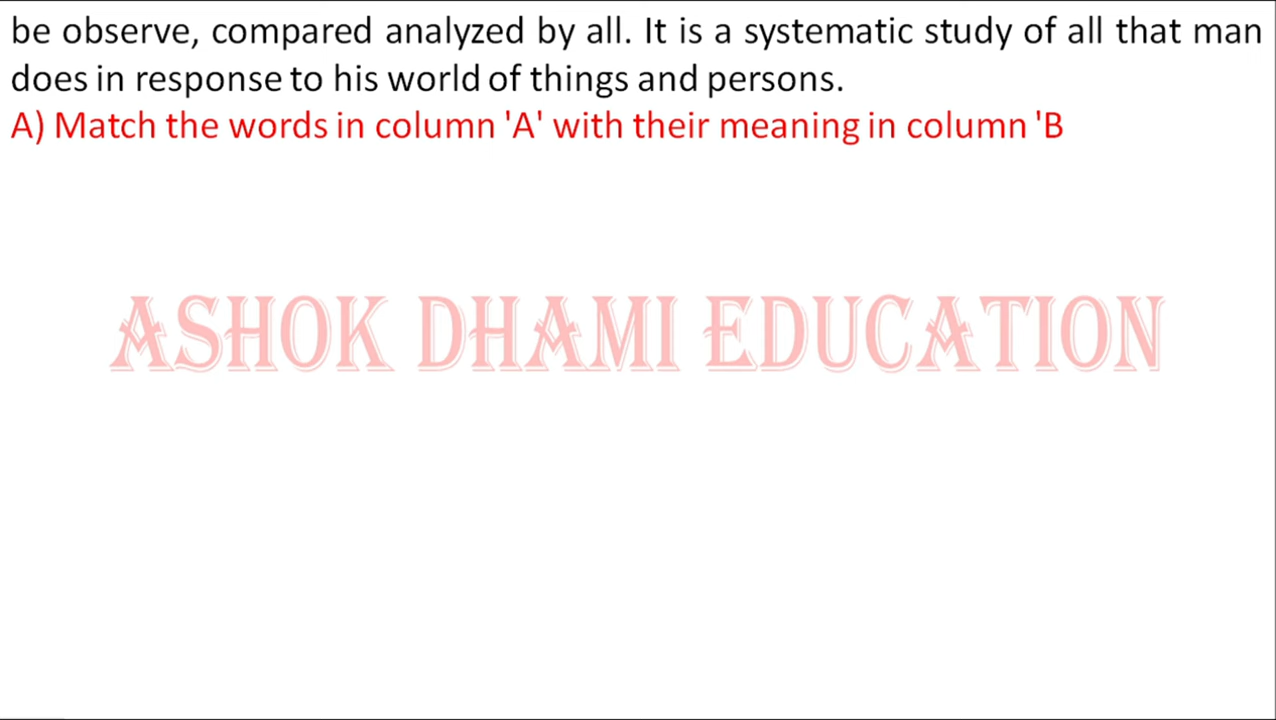 be observe, compared analyzed by all. It is a systematic study of all that man
does in response to his world of things and persons.
A) Match the words in column 'A' with their meaning in column 'B
ASHOK DHAMI EDUCATION